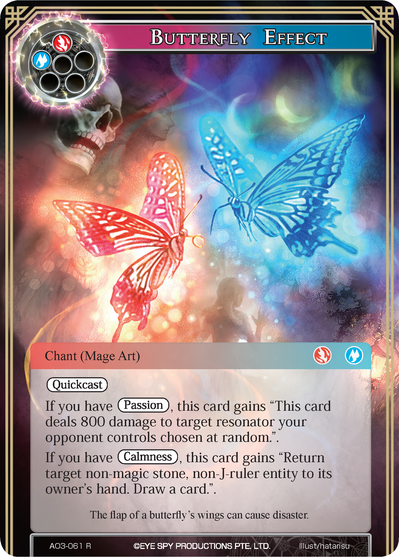 Butterfly Effect
Chant (Mage Art)
Quickcast
If you have Passion, this card gains “This card
deals 800 damage to target resonator your
opponent controls chosen at random.”.
If you have Calmness, this card gains “Return
target non-magic stone, non-J-ruler entity to its
owner’s hand. Draw a card.”.
The flap of a butterfly’s wings can cause disaster.
A03-061 R ©EYE SPY PRODUCTIONS PTE. LTD. Illust/hatarisu